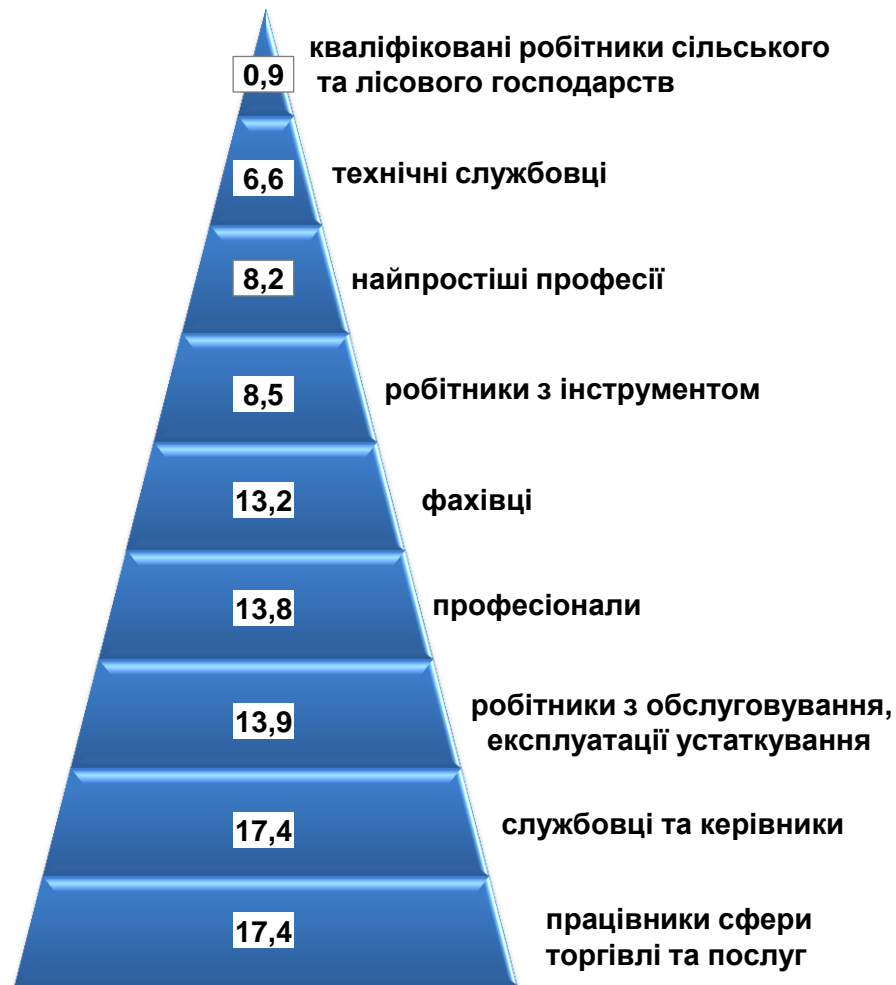 кваліфіковані робітники сільського
0,9
та лісового господарств
6,6
технічні службовці
8,2
найпростіші професії
8,5
робітники з інструментом
13,2
фахівці
13,8
професіонали
13,9
робітники з обслуговування,
експлуатації устаткування
17,4
службовці та керівники
17,4
працівники сфери
торгівлі та послуг